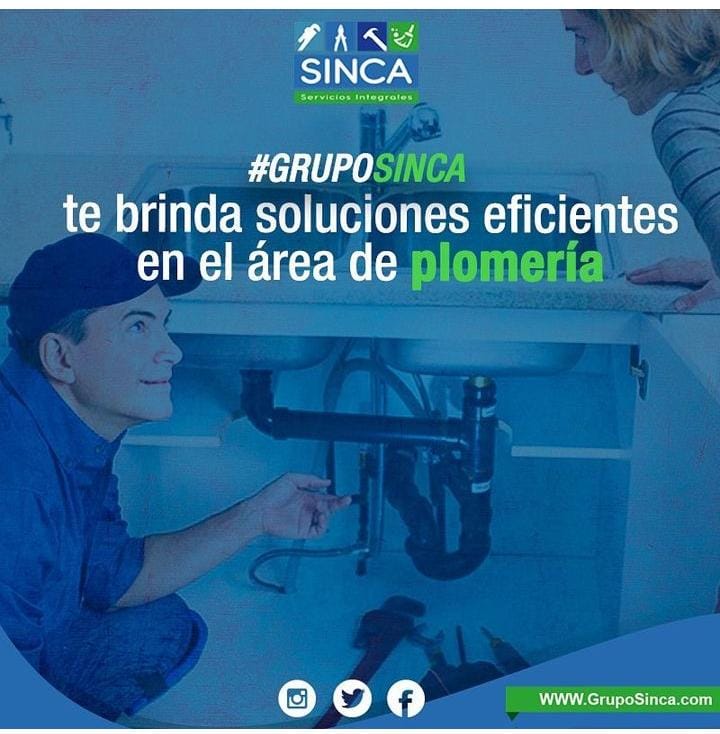 SINCA
Servicios Integrales
#GRUPOSINCA
te brinda soluciones eficientes
en el área de plomería
WWW.GrupoSinca.com